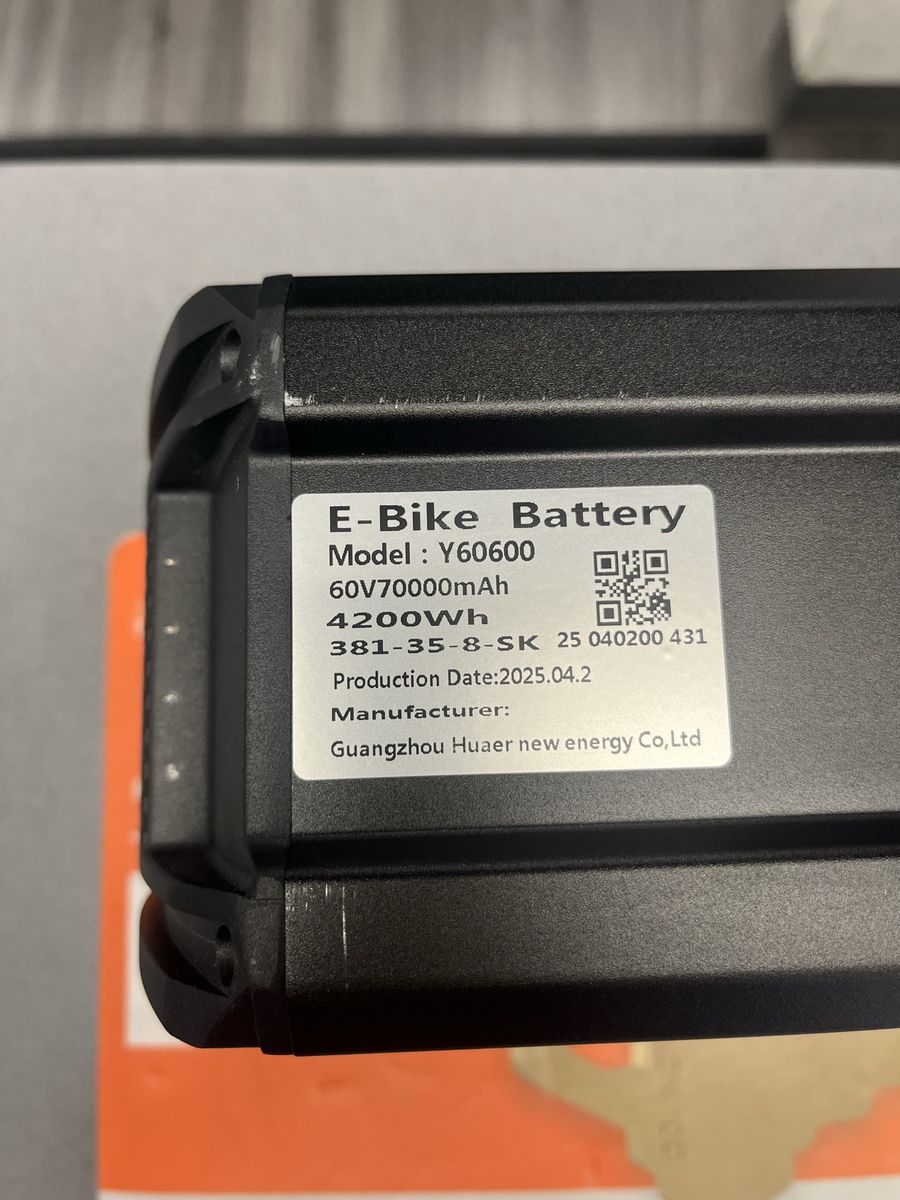 E-Bike Battery
Model : Y60600
60V70000mAh
4200Wh
381-35-8-SK 25 040200 431
Production Date:2025.04.2
Manufacturer:
Guangzhou Huaer new energy Co,Ltd